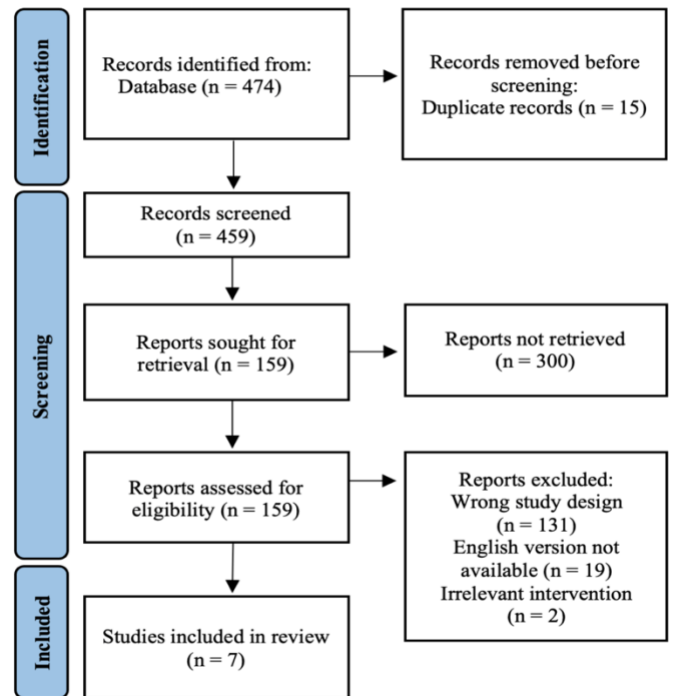 Identification
Records identified from:
Database (n = 474)
Records removed before
screening:
Duplicate records (n = 15)
Screening
Records screened
(n = 459)
Reports sought for
retrieval (n = 159)
Reports not retrieved
(n = 300)
Reports assessed for
eligibility (n = 159)
Reports excluded:
Wrong study design
(n = 131)
English version not
available (n = 19)
Irrelevant intervention
(n = 2)
Included
Studies included in review
(n = 7)